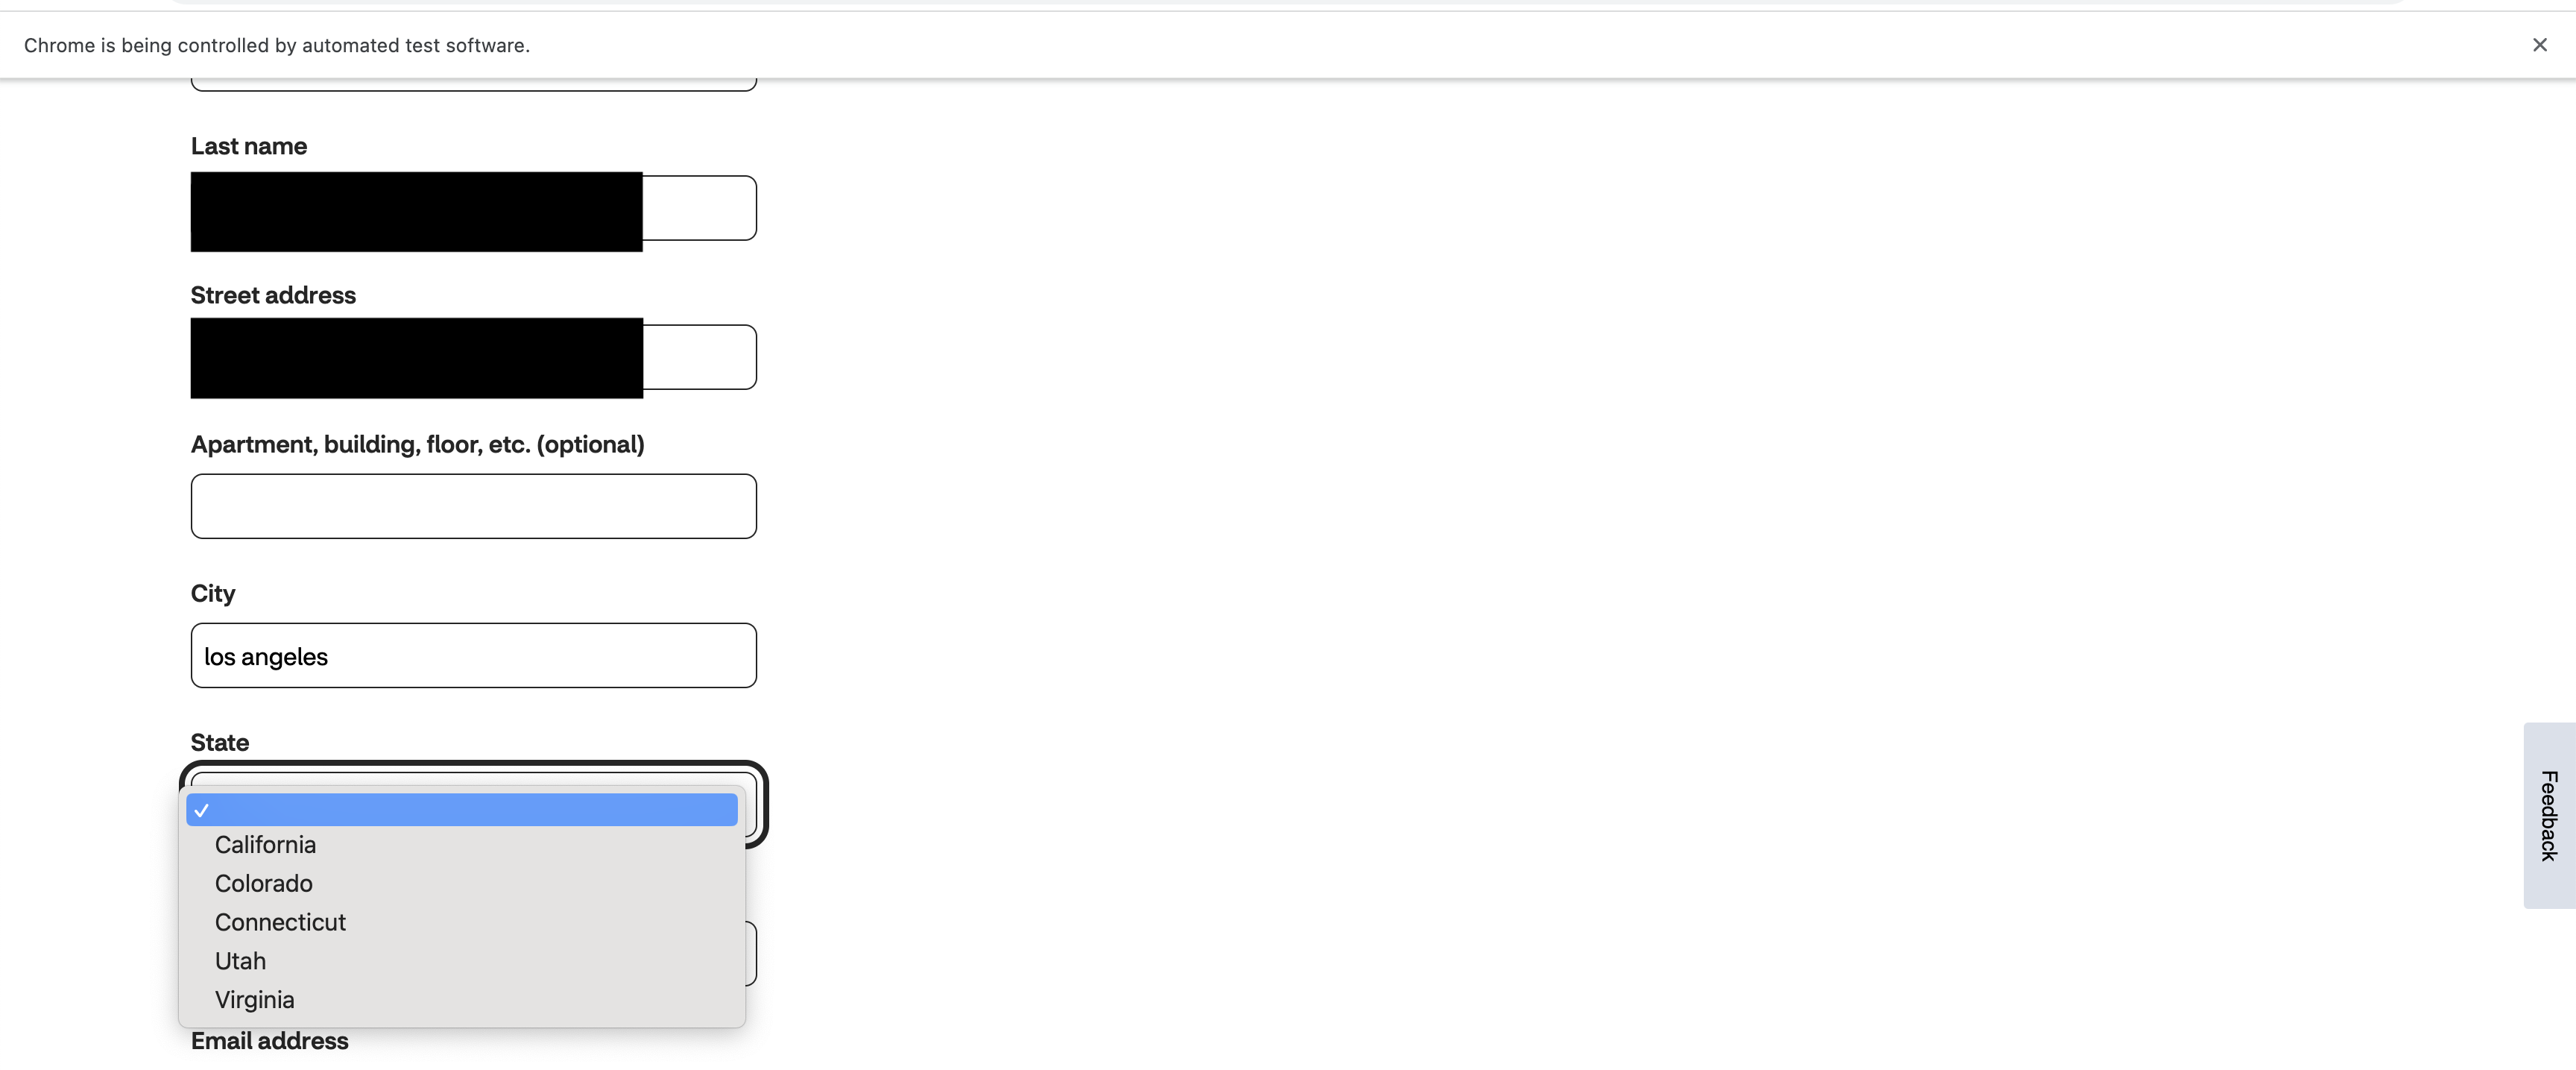 Chrome is being controlled by automated test software.
Last name
Street address
Apartment, building, floor, etc. (optional)
City
los angeles
State
California
Colorado
Connecticut
Utah
Virginia
Email address
Feedback